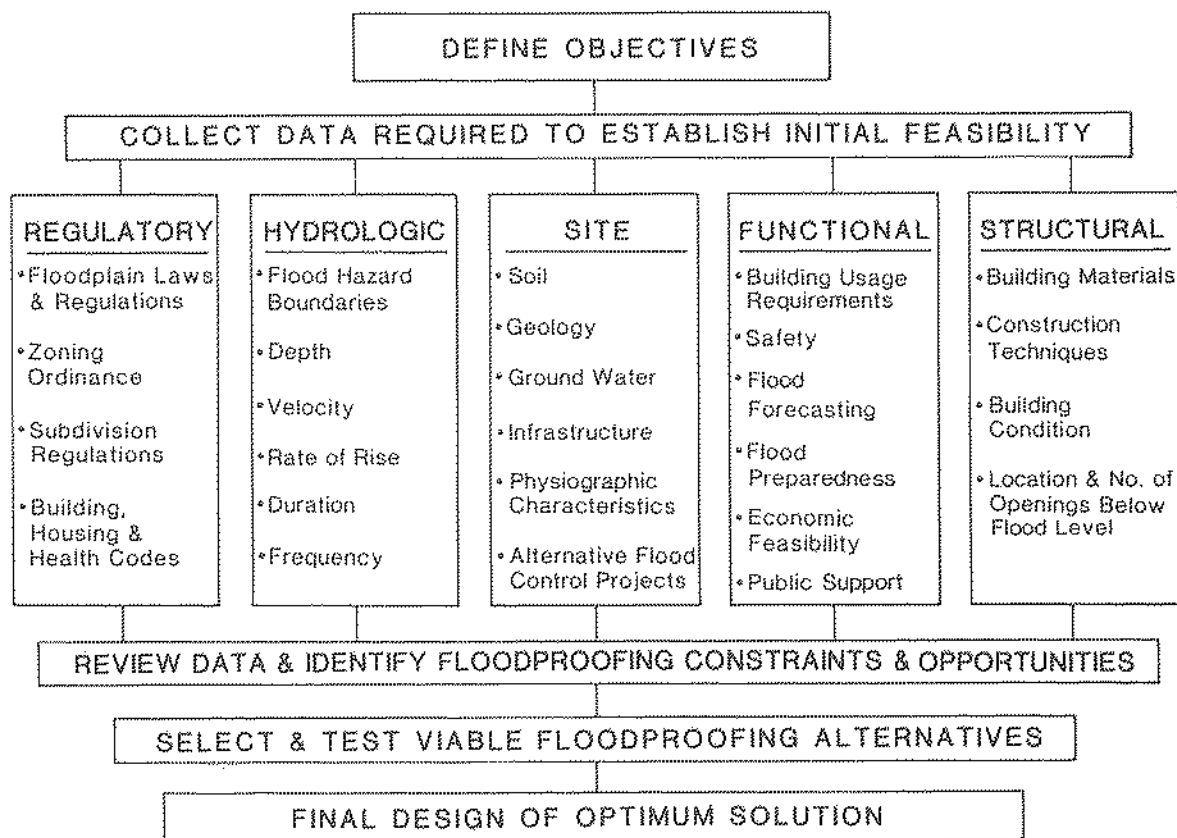 DEFINE OBJECTIVES
COLLECT DATA REQUIRED TO ESTABLISH INITIAL FEASIBILITY
REGULATORY
• Floodplain Laws
& Regulations
• Zoning
Ordinance
• Subdivision
Regulations
• Building,
Housing &
Health Codes
HYDROLOGIC
• Flood Hazard
Boundaries
• Depth
• Velocity
• Rate of Rise
• Duration
• Frequency
SITE
• Soil
• Geology
• Ground Water
• Infrastructure
• Physiographic
Characteristics
• Alternative Flood
Control Projects
FUNCTIONAL
• Building Usage
Requirements
• Safety
• Flood
Forecasting
• Flood
Preparedness
• Economic
Feasibility
• Public Support
STRUCTURAL
• Building Materials
• Construction
Techniques
• Building
Condition
• Location & No. of
Openings Below
Flood Level
REVIEW DATA & IDENTIFY FLOODPROOFING CONSTRAINTS & OPPORTUNITIES
SELECT & TEST VIABLE FLOODPROOFING ALTERNATIVES
FINAL DESIGN OF OPTIMUM SOLUTION